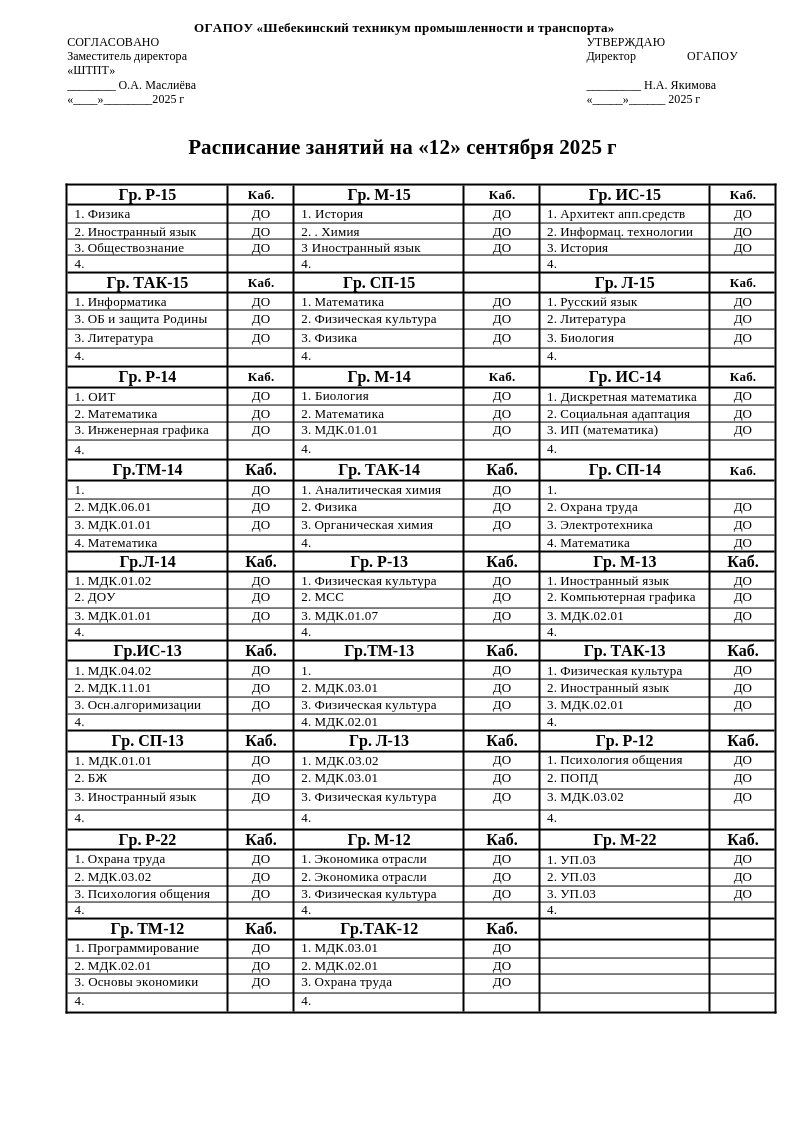 ОГАПОУ «Шебекинский техникум промышленности и транспорта»
СОГЛАСОВАНО УТВЕРЖДАЮ
Заместитель директора Директор ОГАПОУ
«ШТПТ»
________ О.А. Маслиёва _________ Н.А. Якимова
«____»________2025 г «_____»______ 2025 г
Расписание занятий на «12» сентября 2025 г
Гр. Р-15 Каб. Гр. М-15 Каб. Гр. ИС-15 Каб.
1. Физика ДО 1. История ДО 1. Архитект апп.средств ДО
2. Иностранный язык ДО 2. . Химия ДО 2. Информац. технологии ДО
3. Обществознание ДО 3 Иностранный язык ДО 3. История ДО
4. 4. 4.
Гр. ТАК-15 Каб. Гр. СП-15 Гр. Л-15 Каб.
1. Информатика ДО 1. Математика ДО 1. Русский язык ДО
3. ОБ и защита Родины ДО 2. Физическая культура ДО 2. Литература ДО
3. Литература ДО 3. Физика ДО 3. Биология ДО
4. 4. 4.
Гр. Р-14 Каб. Гр. М-14 Каб. Гр. ИС-14 Каб.
1. ОИТ ДО 1. Биология ДО 1. Дискретная математика ДО
2. Математика ДО 2. Математика ДО 2. Социальная адаптация ДО
3. Инженерная графика ДО 3. МДК.01.01 ДО 3. ИП (математика) ДО
4. 4. 4.
Гр.ТМ-14 Каб. Гр. ТАК-14 Каб. Гр. СП-14 Каб.
1. ДО 1. Аналитическая химия ДО 1.
2. МДК.06.01 ДО 2. Физика ДО 2. Охрана труда ДО
3. МДК.01.01 ДО 3. Органическая химия ДО 3. Электротехника ДО
4. Математика 4. 4. Математика ДО
Гр.Л-14 Каб. Гр. Р-13 Каб. Гр. М-13 Каб.
1. МДК.01.02 ДО 1. Физическая культура ДО 1. Иностранный язык ДО
2. ДОУ ДО 2. МСС ДО 2. Компьютерная графика ДО
3. МДК.01.01 ДО 3. МДК.01.07 ДО 3. МДК.02.01 ДО
4. 4. 4.
Гр.ИС-13 Каб. Гр.ТМ-13 Каб. Гр. ТАК-13 Каб.
1. МДК.04.02 ДО 1. ДО 1. Физическая культура ДО
2. МДК.11.01 ДО 2. МДК.03.01 ДО 2. Иностранный язык ДО
3. Осн.алгоримизации ДО 3. Физическая культура ДО 3. МДК.02.01 ДО
4. 4. МДК.02.01 4.
Гр. СП-13 Каб. Гр. Л-13 Каб. Гр. Р-12 Каб.
1. МДК.01.01 ДО 1. МДК.03.02 ДО 1. Психология общения ДО
2. БЖ ДО 2. МДК.03.01 ДО 2. ПОПД ДО
3. Иностранный язык ДО 3. Физическая культура ДО 3. МДК.03.02 ДО
4. 4. 4.
Гр. Р-22 Каб. Гр. М-12 Каб. Гр. М-22 Каб.
1. Охрана труда ДО 1. Экономика отрасли ДО 1. УП.03 ДО
2. МДК.03.02 ДО 2. Экономика отрасли ДО 2. УП.03 ДО
3. Психология общения ДО 3. Физическая культура ДО 3. УП.03 ДО
4. 4. 4.
Гр. ТМ-12 Каб. Гр.ТАК-12 Каб.
1. Программирование ДО 1. МДК.03.01 ДО
2. МДК.02.01 ДО 2. МДК.02.01 ДО
3. Основы экономики ДО 3. Охрана труда ДО
4. 4.